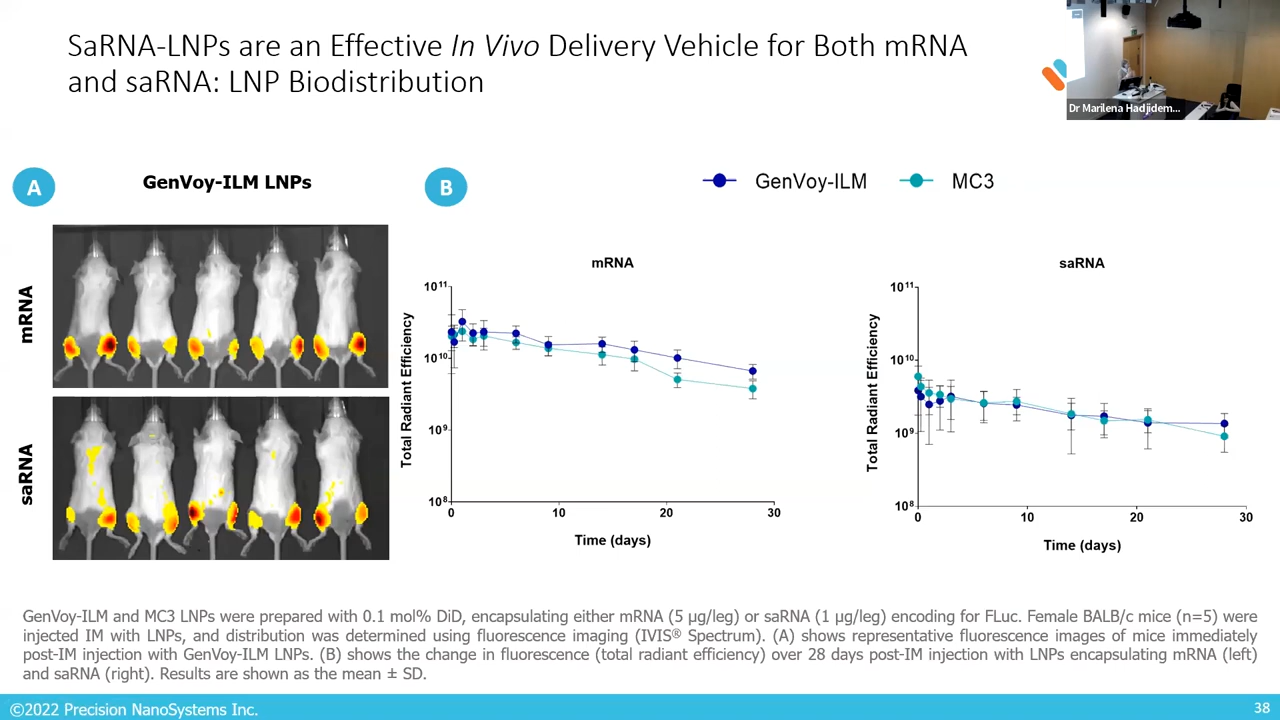 SaRNA-LNPs are an Effective In Vivo Delivery Vehicle for Both mRNA
and saRNA: LNP Biodistribution
Dr Marilena Hadjidem...
A
GenVoy-ILM LNPs
mRNA
saRNA
B
GenVoy-ILM
MC3
mRNA
Total Radiant Efficiency
10¹¹
10¹⁰
10⁹
10⁸
0
10
20
30
Time (days)
saRNA
Total Radiant Efficiency
10¹¹
10¹⁰
10⁹
10⁸
0
10
20
30
Time (days)
GenVoy-ILM and MC3 LNPs were prepared with 0.1 mol% DiD, encapsulating either mRNA (5 µg/leg) or saRNA (1 µg/leg) encoding for FLuc. Female BALB/c mice (n=5) were
injected IM with LNPs, and distribution was determined using fluorescence imaging (IVIS® Spectrum). (A) shows representative fluorescence images of mice immediately
post-IM injection with GenVoy-ILM LNPs. (B) shows the change in fluorescence (total radiant efficiency) over 28 days post-IM injection with LNPs encapsulating mRNA (left)
and saRNA (right). Results are shown as the mean ± SD.
©2022 Precision NanoSystems Inc.
38